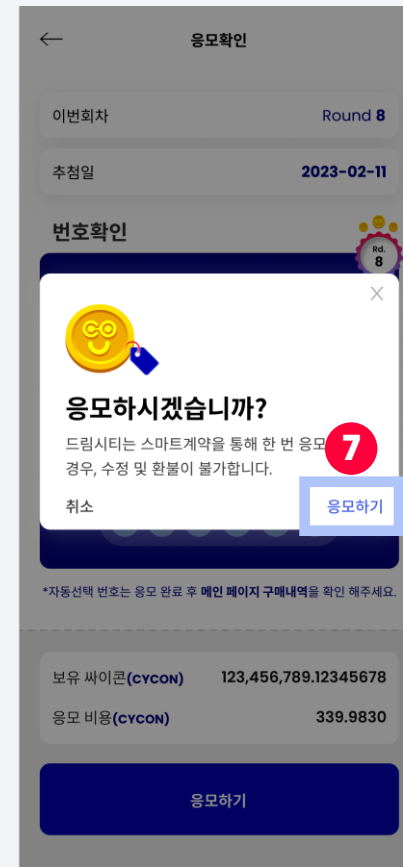 응모확인
이번회차 Round 8
추첨일 2023-02-11
번호확인
Rd.
8
응모하시겠습니까?
드림시티는 스마트계약을 통해 한 번 응모
7
경우, 수정 및 환불이 불가합니다.
취소 응모하기
*자동선택 번호는 응모 완료 후 메인 페이지 구매내역을 확인 해주세요.
보유 싸이콘(CYCON) 123,456,789.12345678
응모 비용(CYCON) 339.9830
응모하기